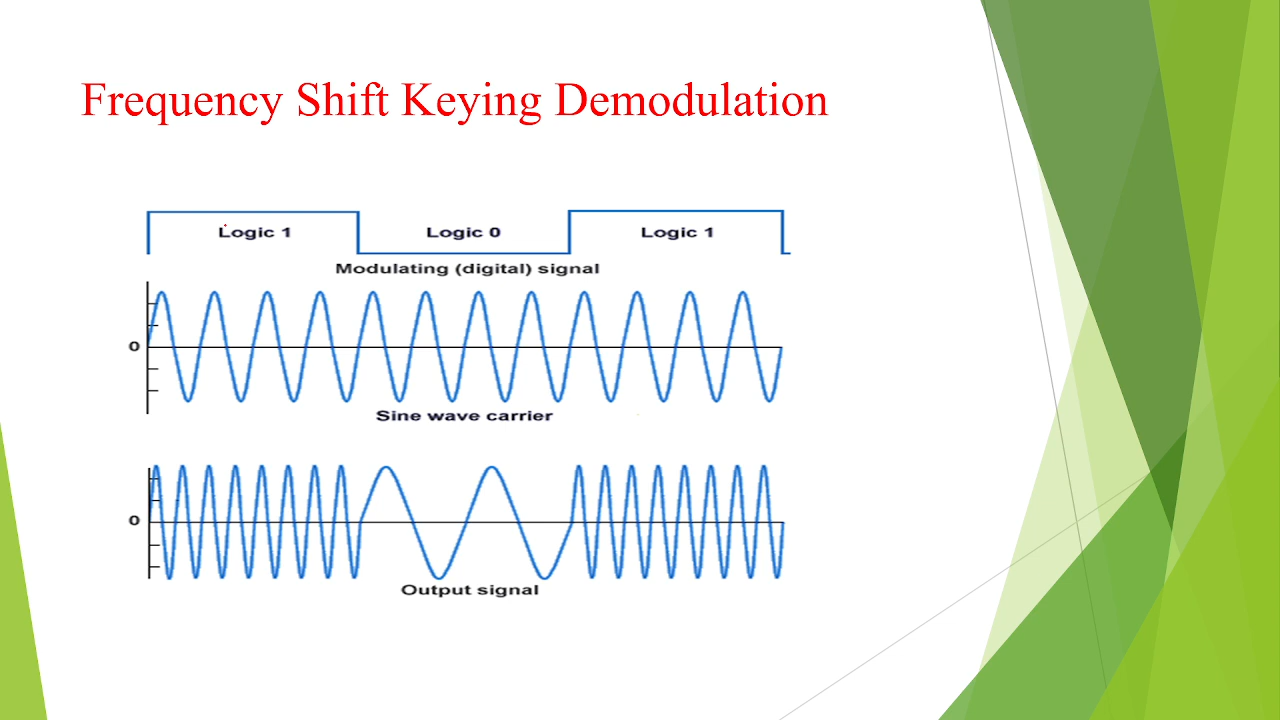 Frequency Shift Keying Demodulation
Logic 1 Logic 0 Logic 1
Modulating (digital) signal
0
Sine wave carrier
0
Output signal